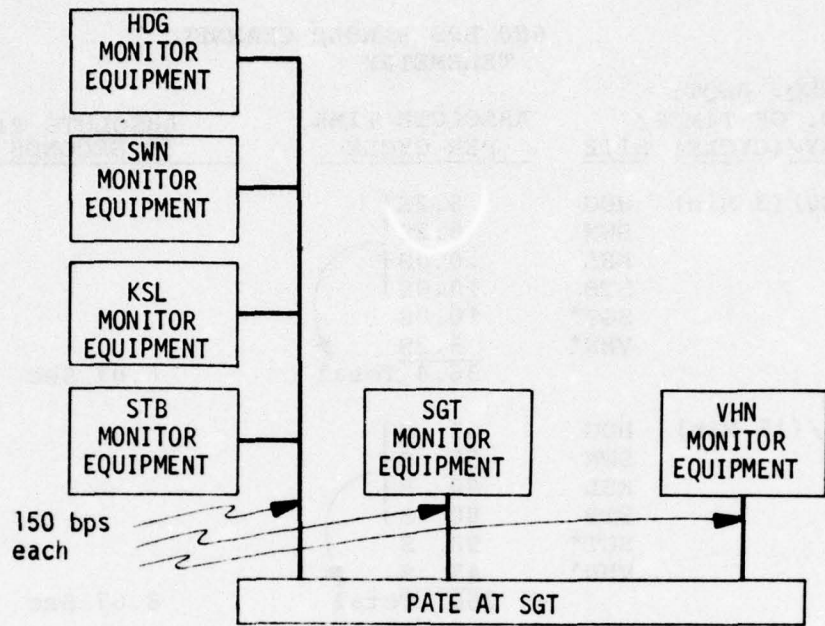 HDG
MONITOR
EQUIPMENT
SWN
MONITOR
EQUIPMENT
KSL
MONITOR
EQUIPMENT
STB
MONITOR
EQUIPMENT
SGT
MONITOR
EQUIPMENT
VHN
MONITOR
EQUIPMENT
150 bps
each
PATE AT SGT